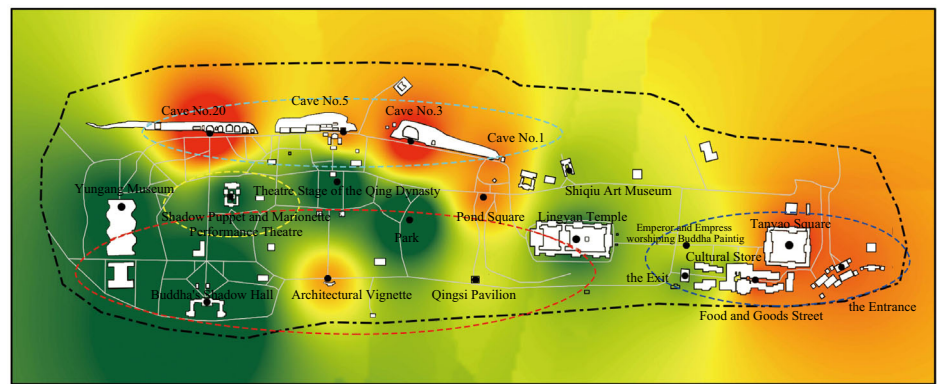 Cave No.20
Cave No.5
Cave No.3
Cave No.1
Yungang Museum
Theatre Stage of the Qing Dynasty
Shiqiu Art Museum
Shadow Puppet and Marionette
Performance Theatre
Pond Square
Lingyan Temple
Park
Emperor and Empress
worshiping Buddha Paintig
Tanyao Square
Cultural Store
the Exit
Buddha's Shadow Hall
Architectural Vignette
Qingsi Pavilion
the Entrance
Food and Goods Street